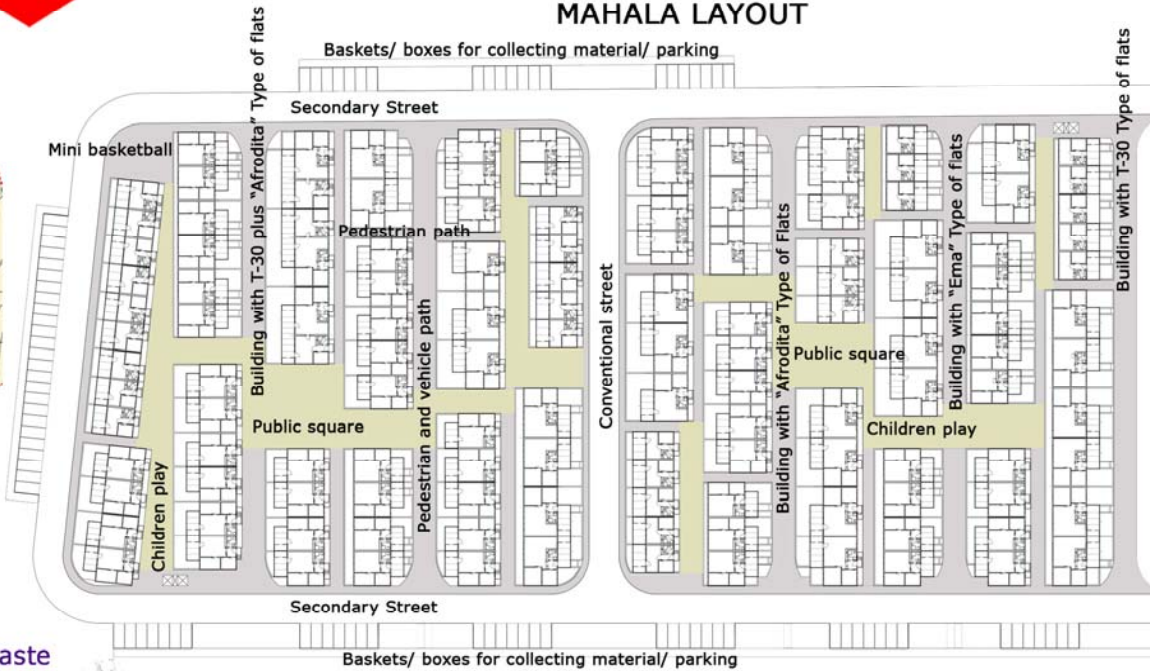 MAHALA LAYOUT
Baskets/ boxes for collecting material/ parking
Secondary Street
Mini basketball
Building with T-30 plus "Afrodita" Type of flats
Pedestrian path
Pedestrian and vehicle path
Public square
Children play
Conventional street
Building with "Afrodita" Type of Flats
Public square
Building with "Ema" Type of flats
Children play
Building with T-30 Type of flats
Secondary Street
Baskets/ boxes for collecting material/ parking
aste